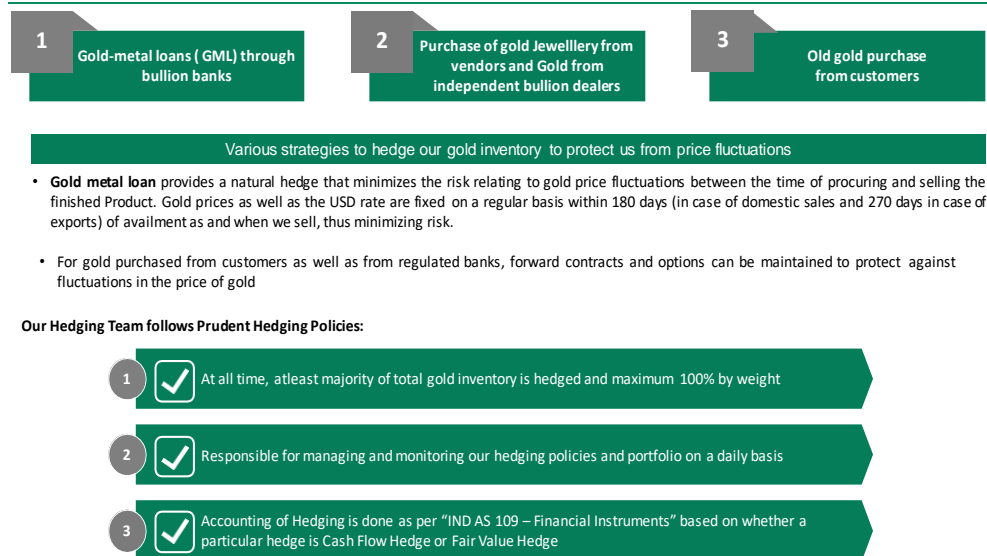 1
Gold-metal loans ( GML) through
bullion banks
2
Purchase of gold Jewelllery from
vendors and Gold from
independent bullion dealers
3
Old gold purchase
from customers
Various strategies to hedge our gold inventory to protect us from price fluctuations
• Gold metal loan provides a natural hedge that minimizes the risk relating to gold price fluctuations between the time of procuring and selling the
finished Product. Gold prices as well as the USD rate are fixed on a regular basis within 180 days (in case of domestic sales and 270 days in case of
exports) of availment as and when we sell, thus minimizing risk.
• For gold purchased from customers as well as from regulated banks, forward contracts and options can be maintained to protect against
fluctuations in the price of gold
Our Hedging Team follows Prudent Hedging Policies:
1 At all time, atleast majority of total gold inventory is hedged and maximum 100% by weight
2 Responsible for managing and monitoring our hedging policies and portfolio on a daily basis
3 Accounting of Hedging is done as per “IND AS 109 – Financial Instruments” based on whether a
particular hedge is Cash Flow Hedge or Fair Value Hedge